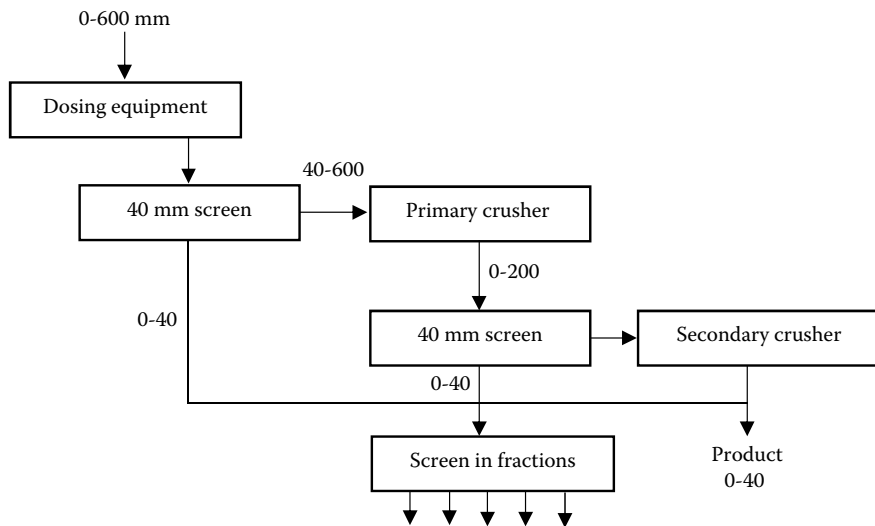 0-600 mm
Dosing equipment
40-600
40 mm screen
Primary crusher
0-200
0-40
40 mm screen
Secondary crusher
0-40
Screen in fractions
Product
0-40